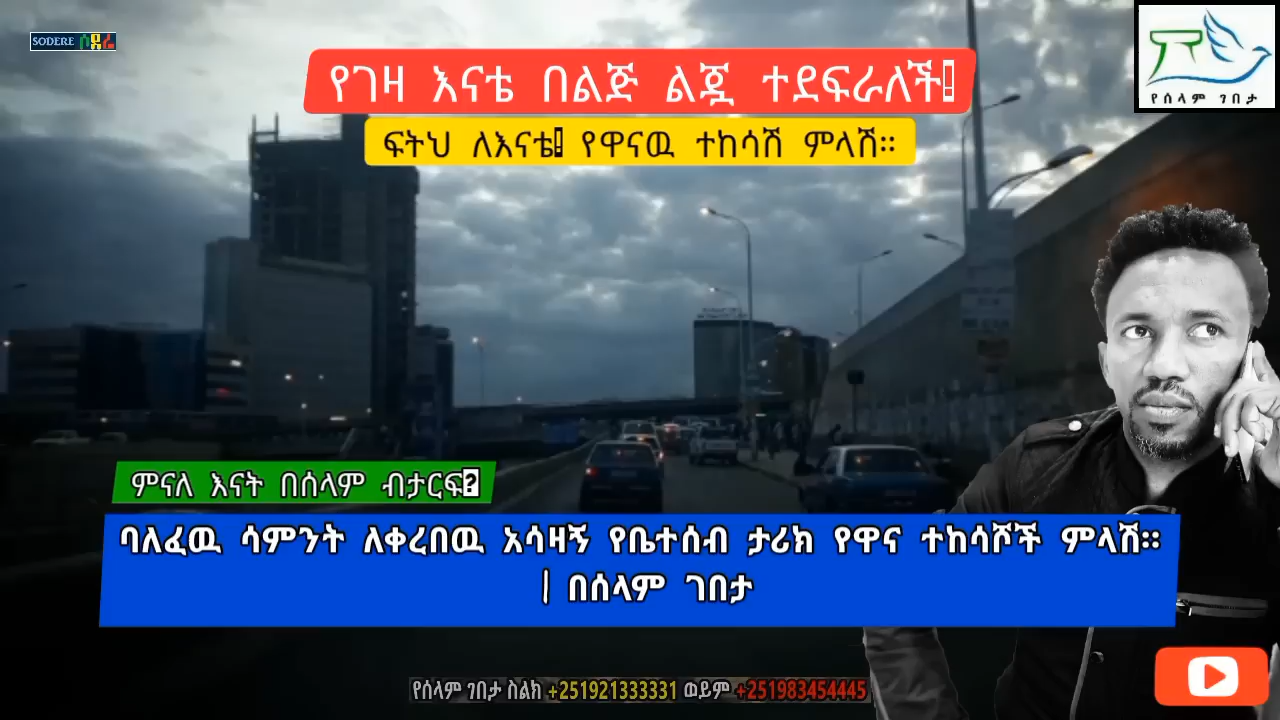 SODERE ሶደሬ
የሰላም ገበታ
የገዛ እናቴ በልጅ ልጇ ተደፍራለች
ፍትህ ለእናቴ የዋናዉ ተከሳሽ ምላሽ።
ምናለ እናት በሰላም ብታርፍ?
ባለፈዉ ሳምንት ለቀረበዉ አሳዛኝ የቤተሰብ ታሪክ የዋና ተከሳሾች ምላሽ።
| በሰላም ገበታ
የሰላም ገበታ ስልክ +251921333331 ወይም +251983454445